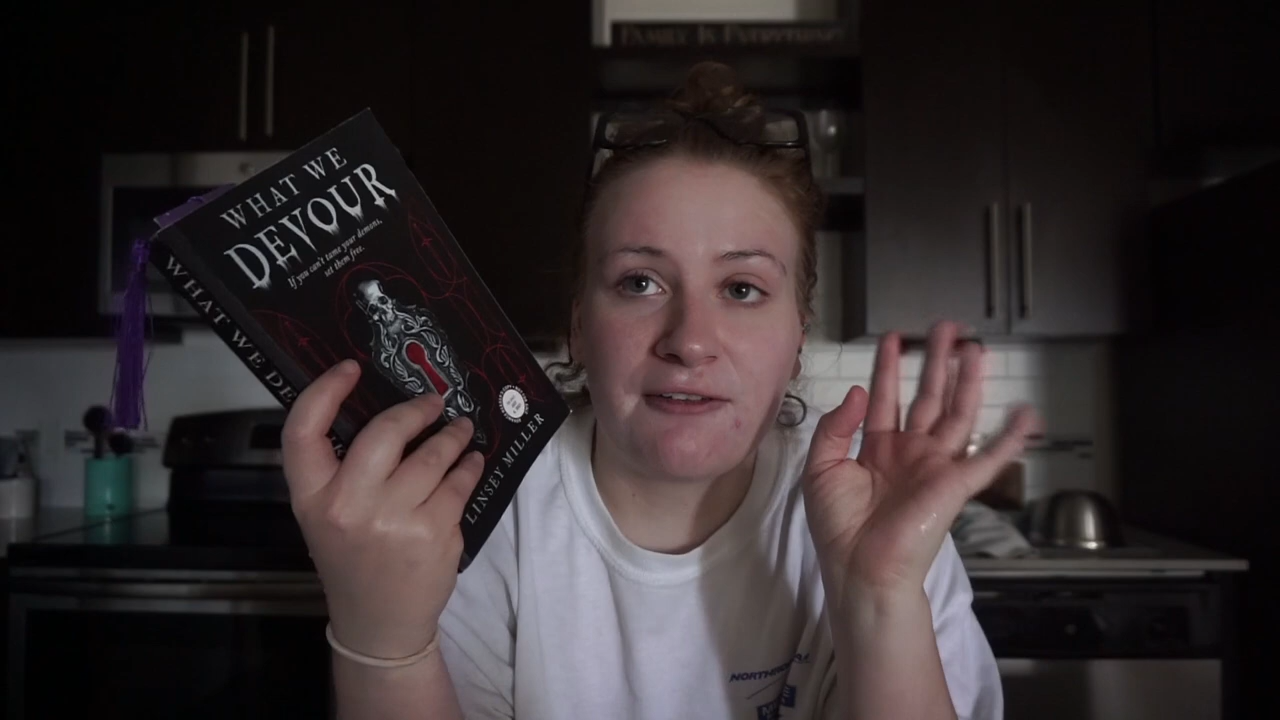 FAMILY IS EVERYTHING
WHAT WE
DEVOUR
If you can't tame your demons,
set them free.
LINSEY MILLER
WHAT WE DE